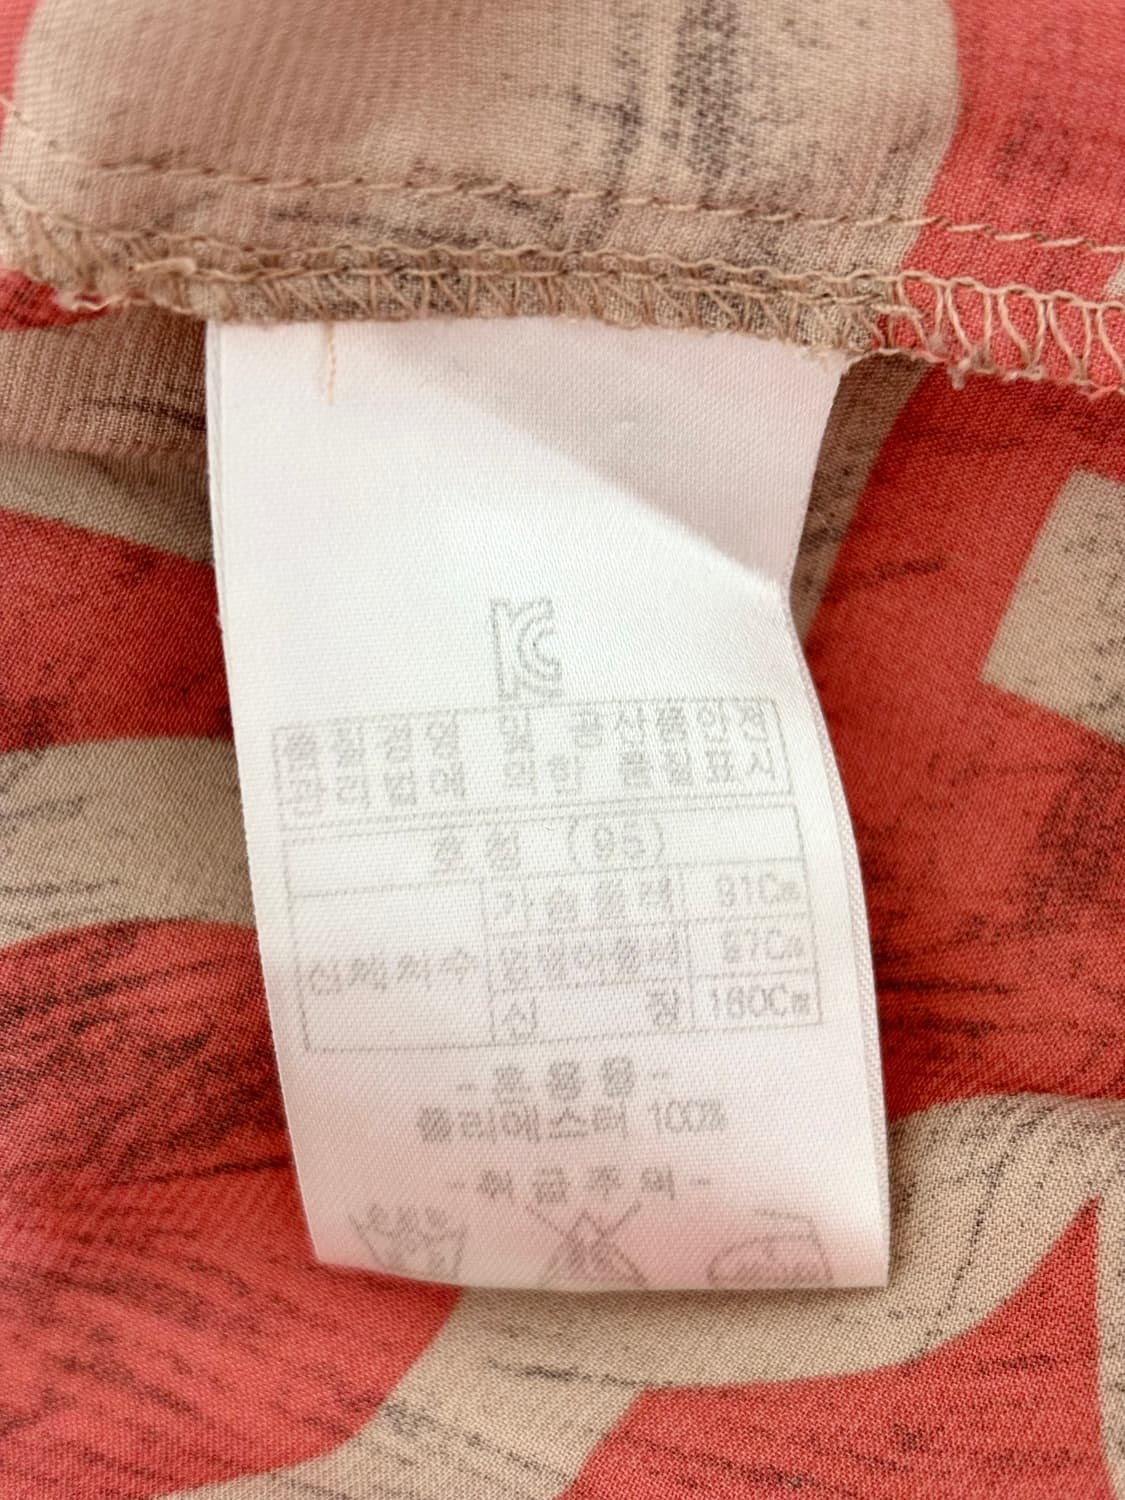 KC
품질경영 및 공산품안전
관리법에 의한 품질표시
호칭 (95)
신체치수 가슴둘레 91Cm
엉덩이둘레 97Cm
신 장 160Cm
- 혼용율 -
폴리에스터 100%
- 취급주의 -